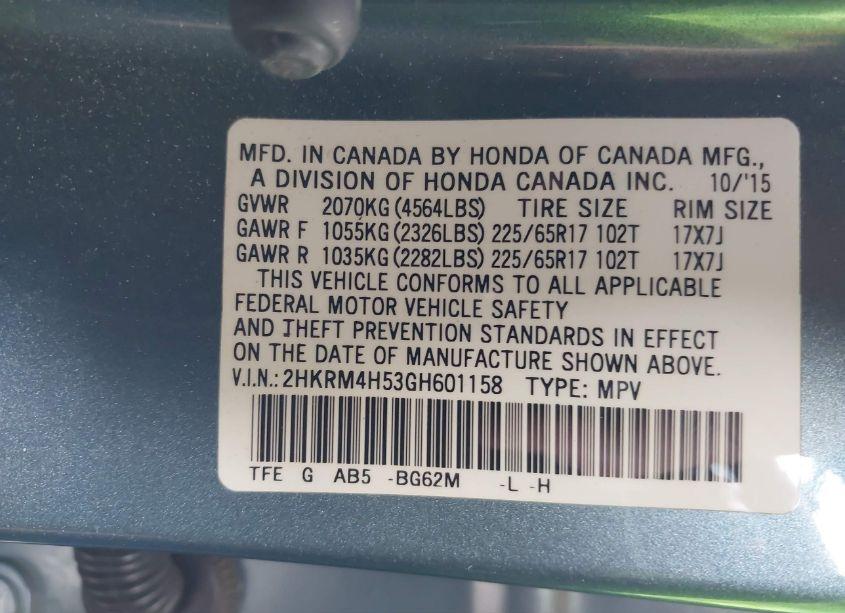 MFD. IN CANADA BY HONDA OF CANADA MFG.,
A DIVISION OF HONDA CANADA INC. 10/'15
GVWR 2070KG (4564LBS) TIRE SIZE RIM SIZE
GAWR F 1055KG (2326LBS) 225/65R17 102T 17X7J
GAWR R 1035KG (2282LBS) 225/65R17 102T 17X7J
THIS VEHICLE CONFORMS TO ALL APPLICABLE
FEDERAL MOTOR VEHICLE SAFETY
AND THEFT PREVENTION STANDARDS IN EFFECT
ON THE DATE OF MANUFACTURE SHOWN ABOVE.
V.I.N.: 2HKRM4H53GH601158 TYPE: MPV
TFE G AB5 -BG62M -L -H